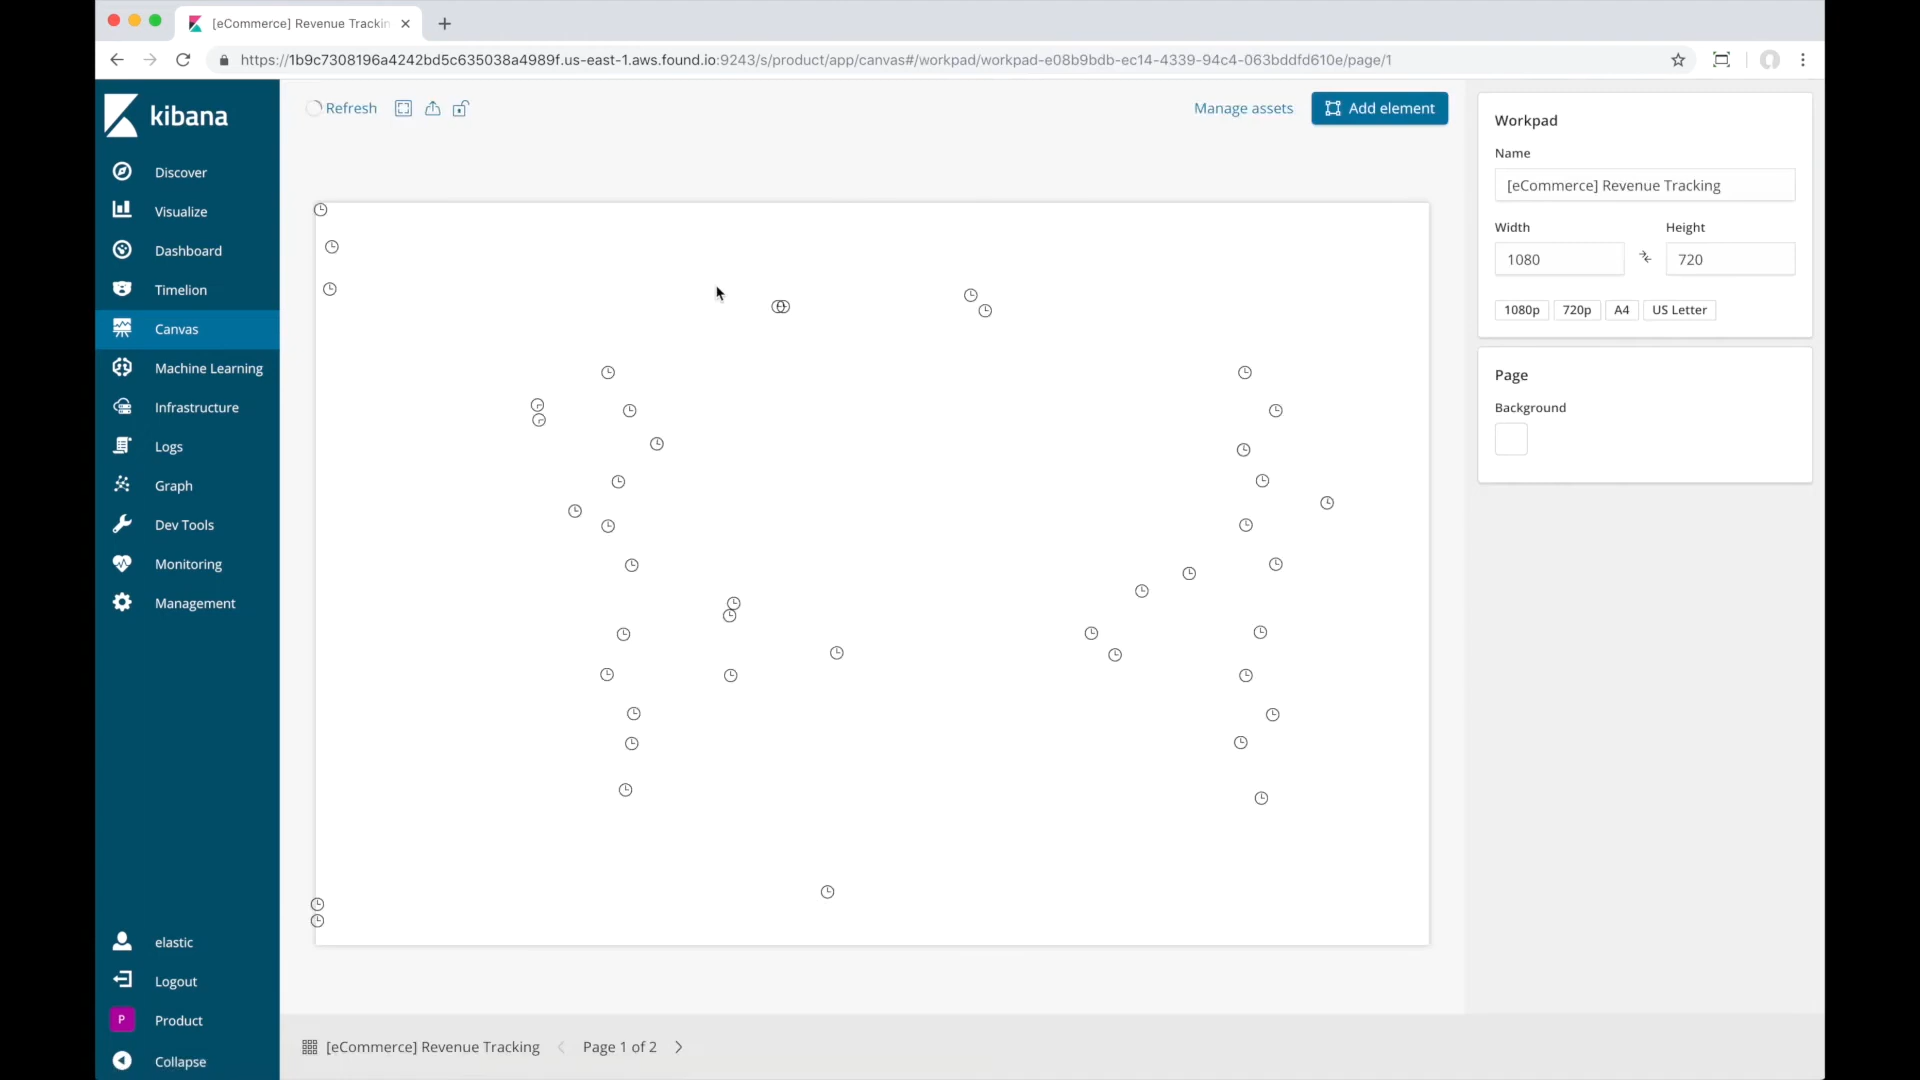 [eCommerce] Revenue Trackin
https://1b9c7308196a4242bd5c635038a4989f.us-east-1.aws.found.io:9243/s/product/app/canvas#/workpad/workpad-e08b9bdb-ec14-4339-94c4-063bddfd610e/page/1
kibana
Discover
Visualize
Dashboard
Timelion
Canvas
Machine Learning
Infrastructure
Logs
Graph
Dev Tools
Monitoring
Management
elastic
Logout
P Product
Collapse
Refresh
Manage assets
Add element
Workpad
Name
[eCommerce] Revenue Tracking
Width Height
1080 720
1080p 720p A4 US Letter
Page
Background
[eCommerce] Revenue Tracking Page 1 of 2